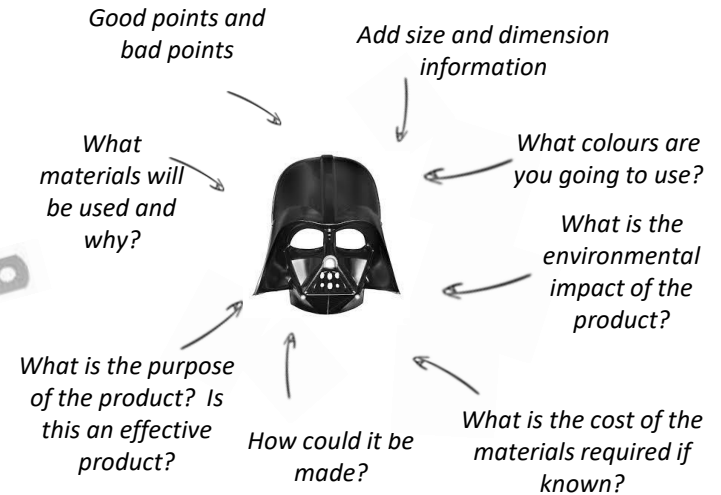 Good points and
bad points
Add size and dimension
information
What
materials will
be used and
why?
What colours are
you going to use?
What is the
environmental
impact of the
product?
What is the purpose
of the product?  Is
this an effective
product?
How could it be
made?
What is the cost of the
materials required if
known?